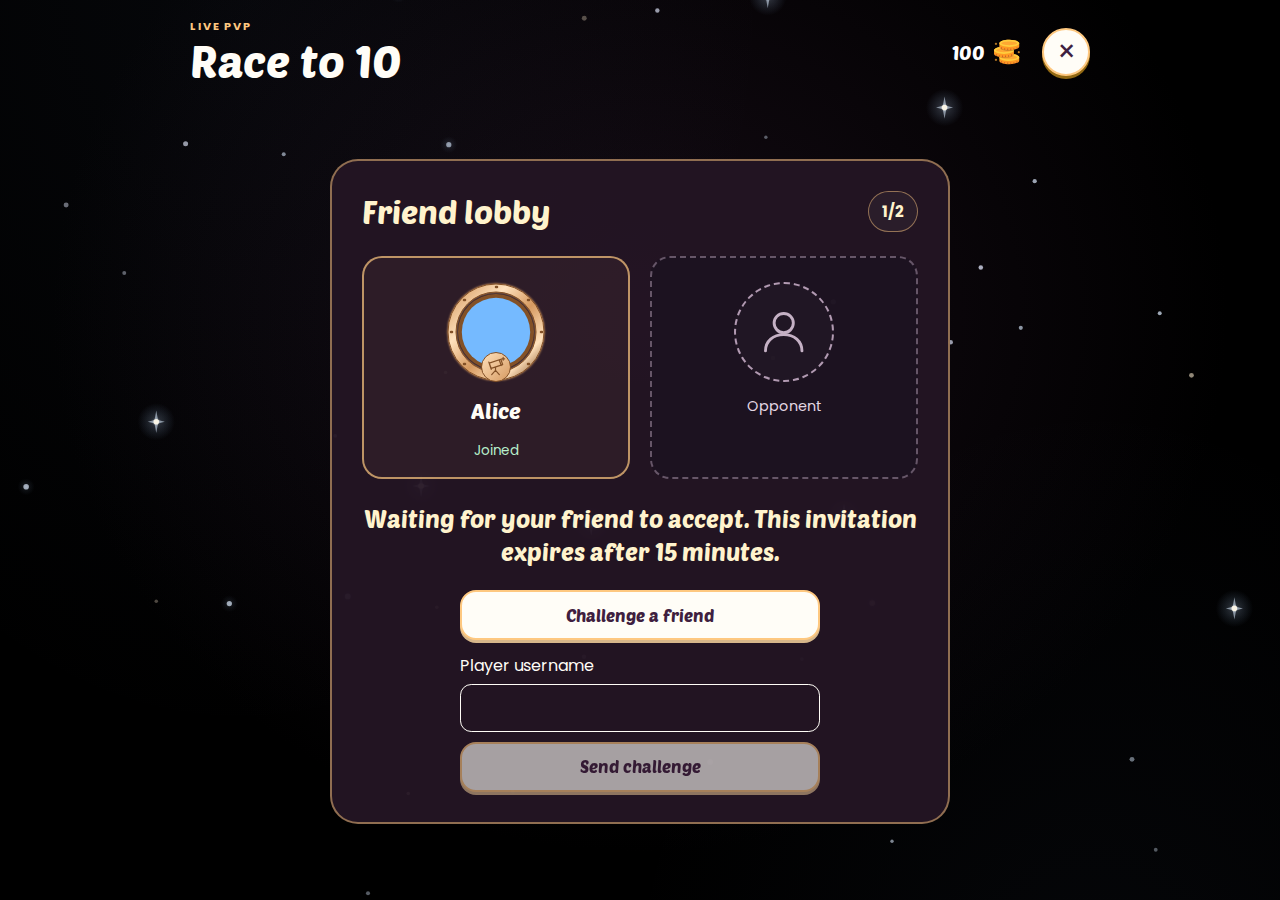 LIVE PVP
Race to 10
100
×
Friend lobby
1/2
Alice
Joined
Opponent
Waiting for your friend to accept. This invitation
expires after 15 minutes.
Challenge a friend
Player username
Send challenge